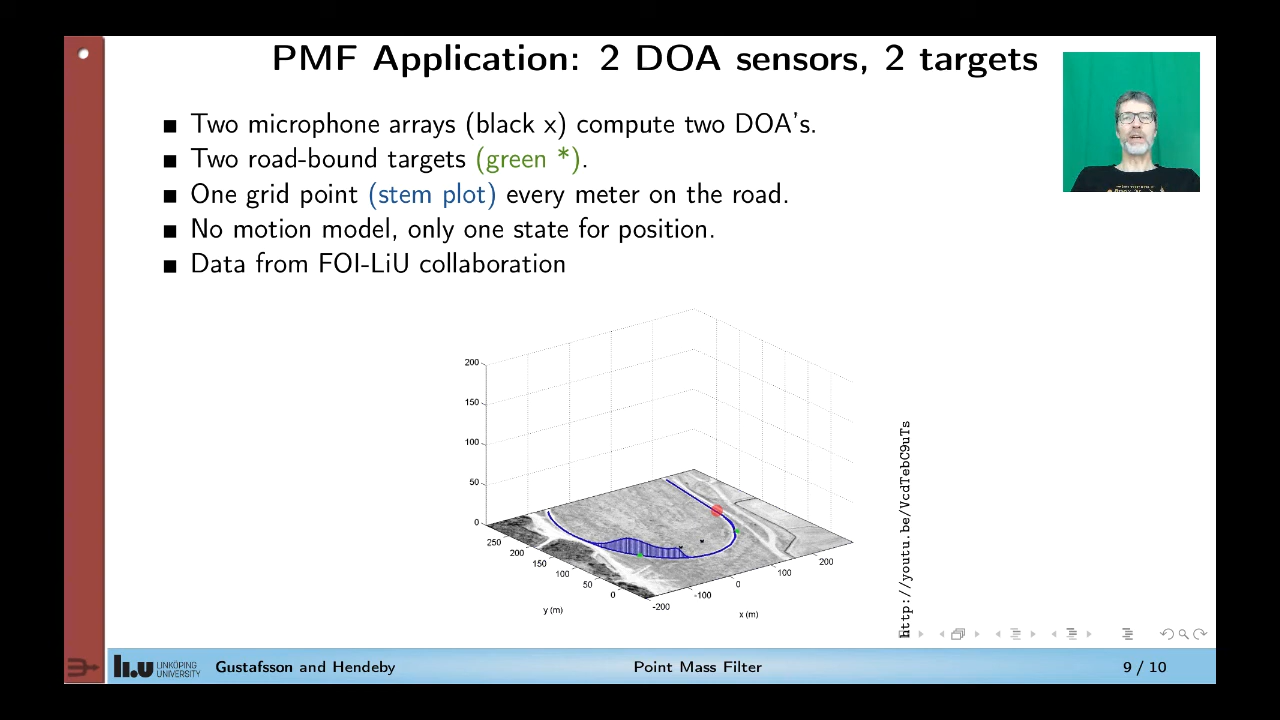 PMF Application: 2 DOA sensors, 2 targets
Two microphone arrays (black x) compute two DOA's.
Two road-bound targets (green *).
One grid point (stem plot) every meter on the road.
No motion model, only one state for position.
Data from FOI-LiU collaboration
200
150
100
50
0
250
200
150
100
50
0
y (m)
-200
-100
0
100
200
x (m)
http://youtu.be/VcdTebC9uTs
LINKÖPING
UNIVERSITY
Gustafsson and Hendeby
Point Mass Filter
9 / 10